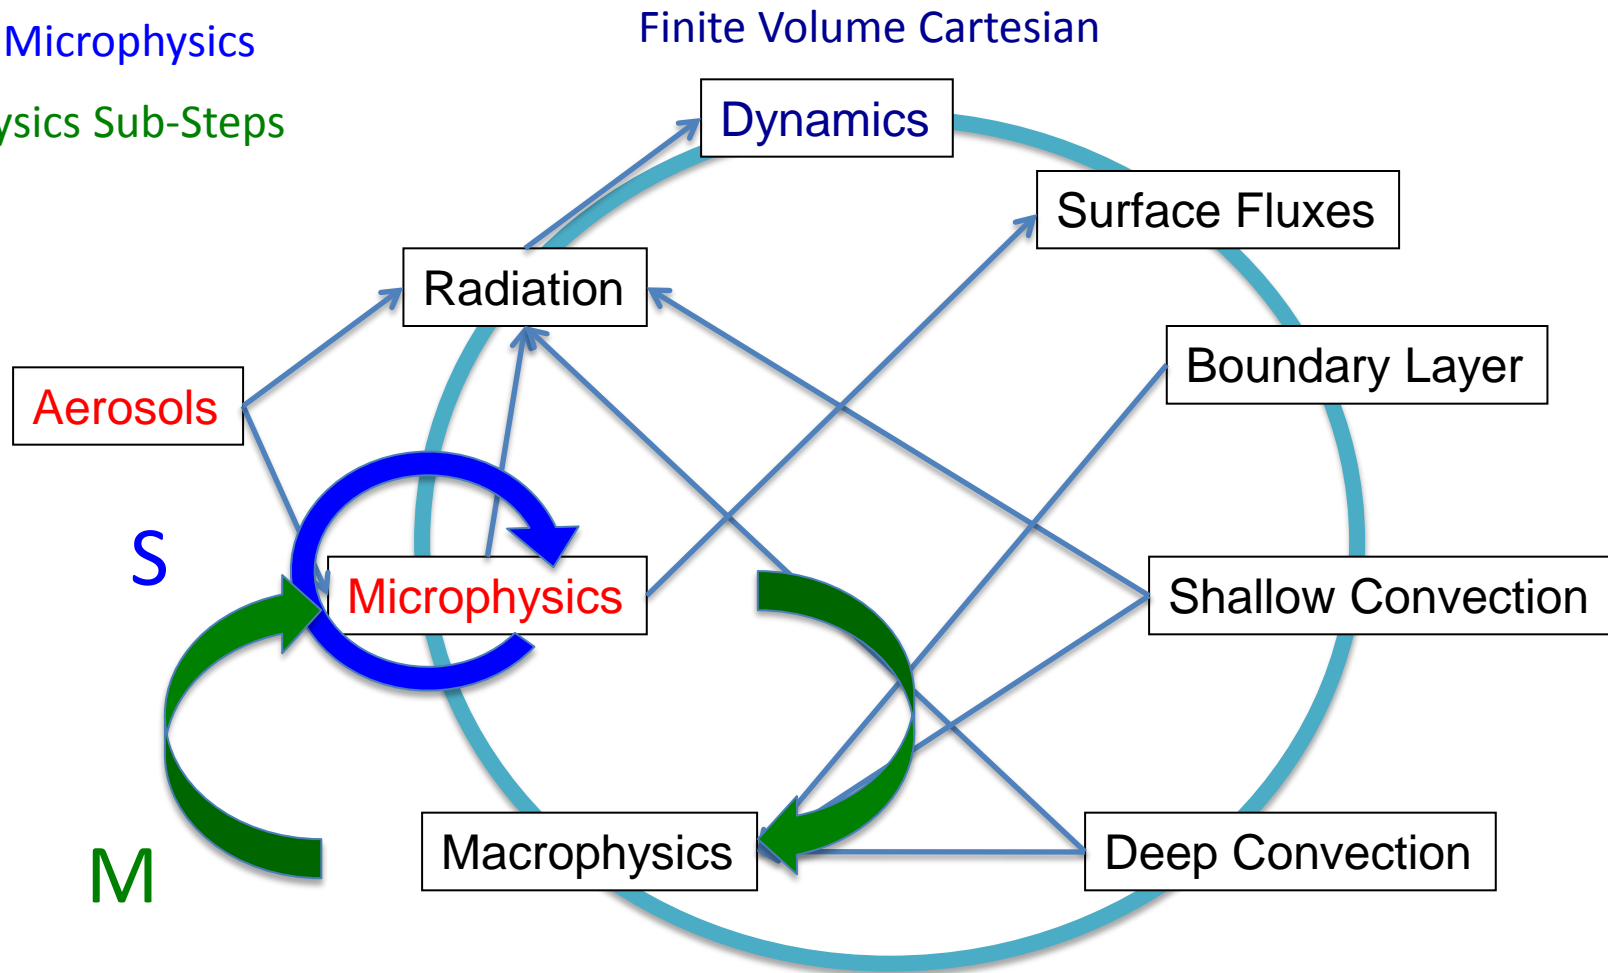 Finite Volume Cartesian
Microphysics
ysics Sub-Steps
Dynamics
Surface Fluxes
Radiation
Boundary Layer
Aerosols
S
Microphysics
Shallow Convection
Macrophysics
Deep Convection
M